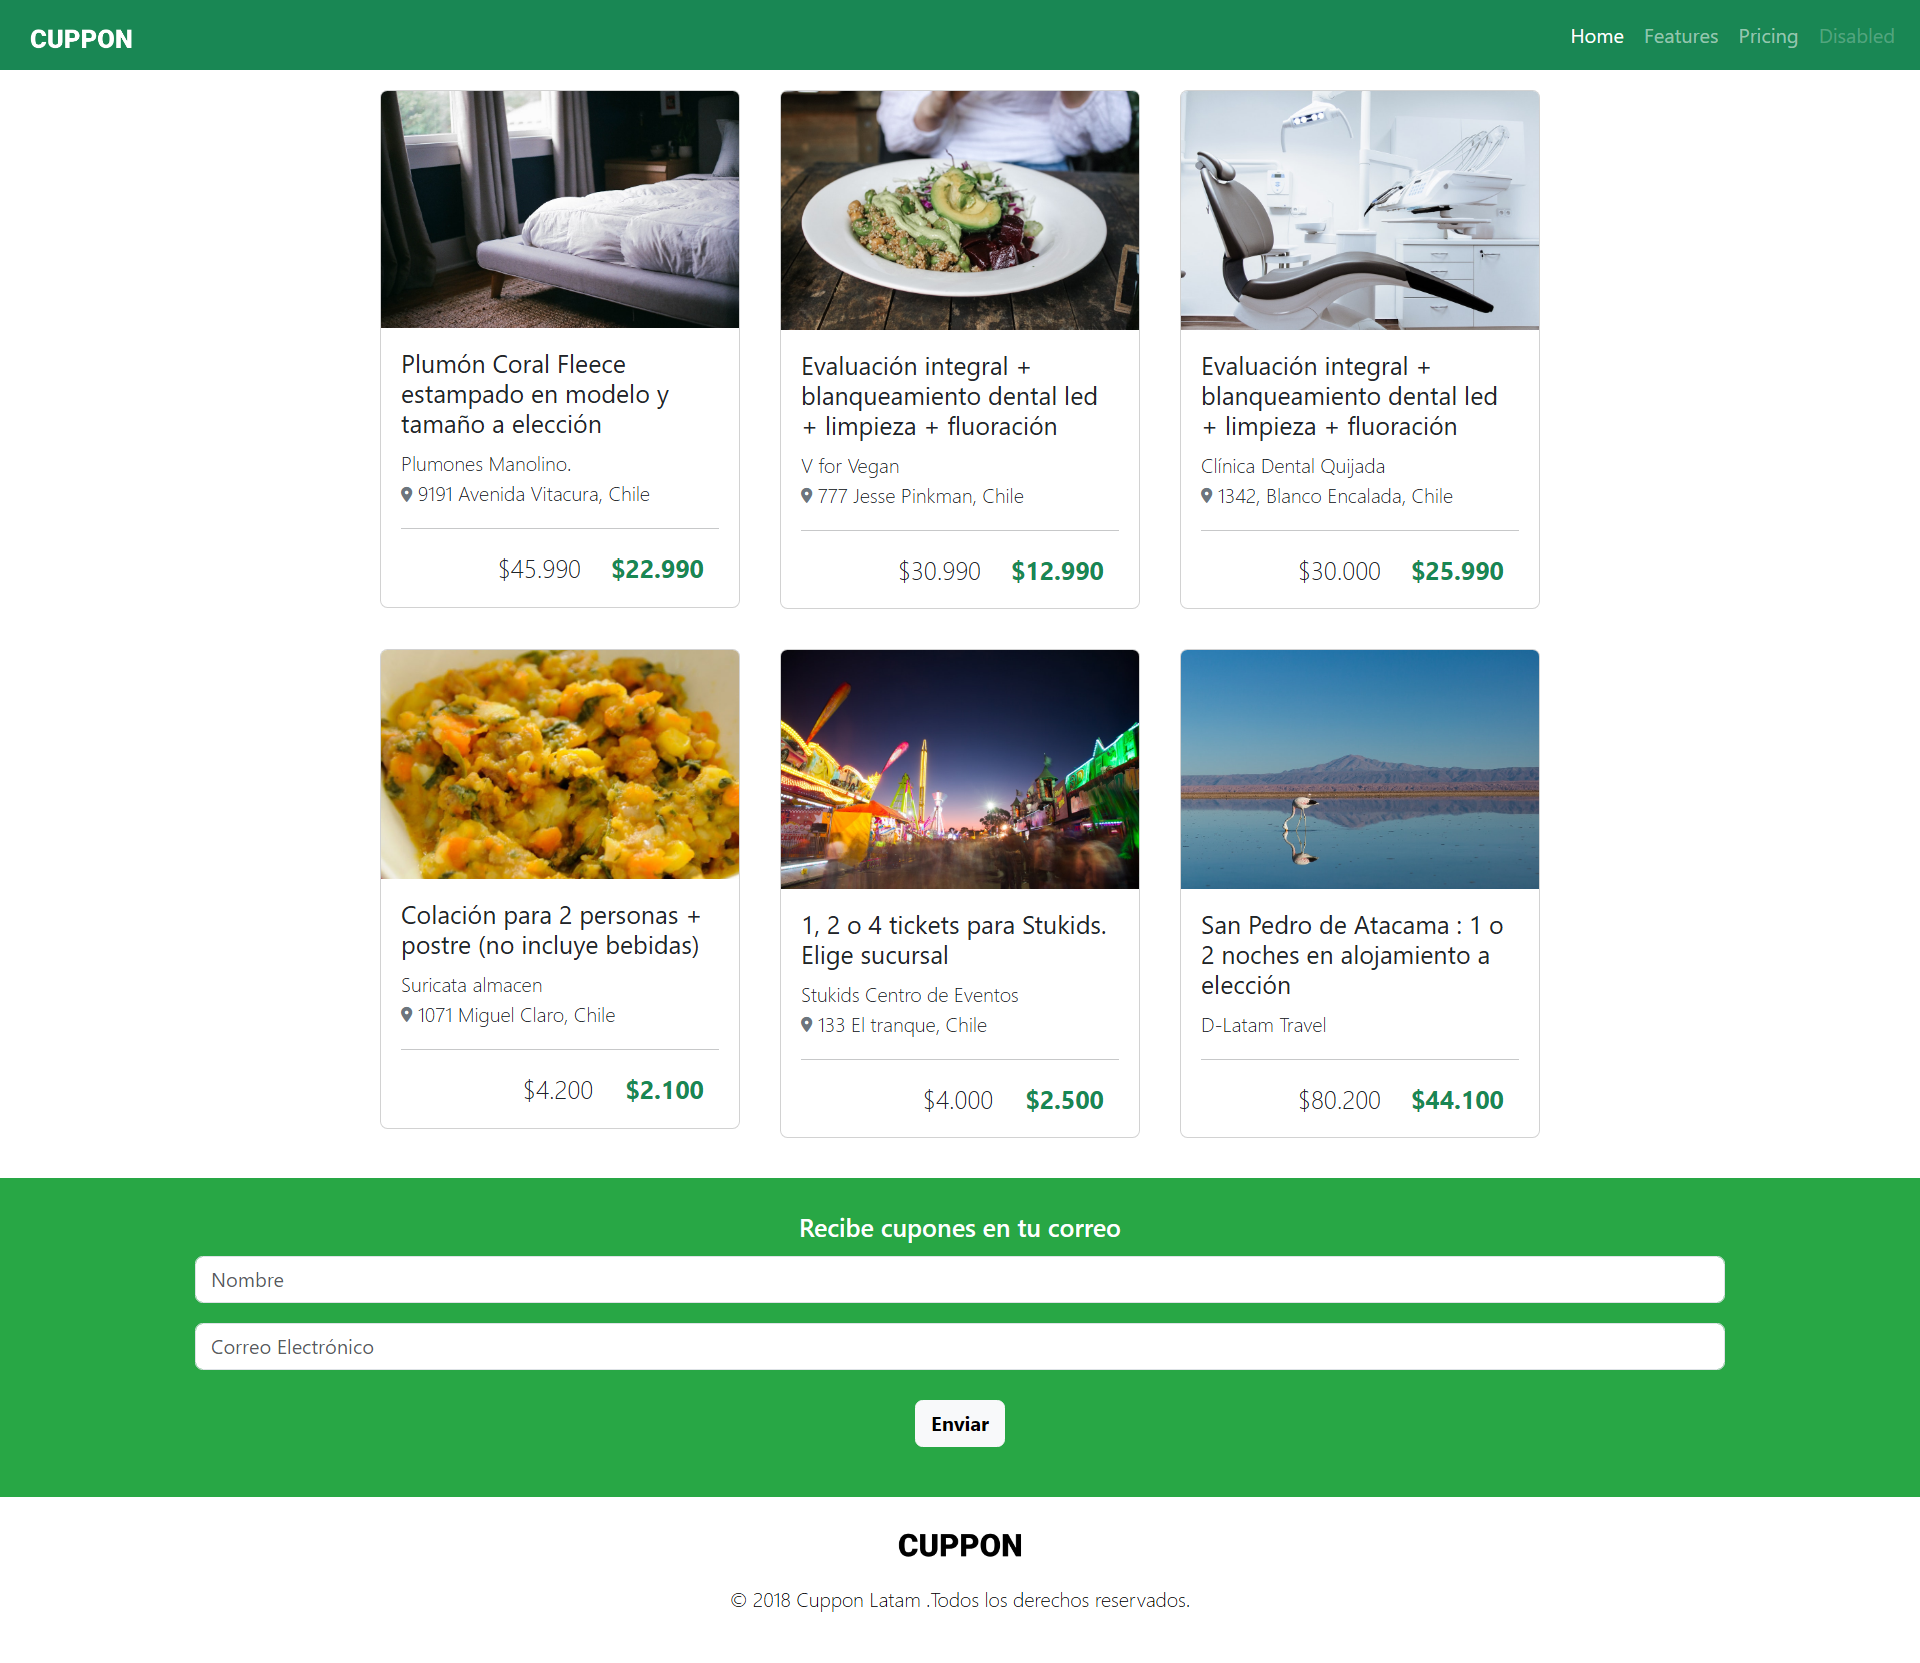 CUPPON
Home Features Pricing Disabled
Plumón Coral Fleece
estampado en modelo y
tamaño a elección
Plumones Manolino.
9191 Avenida Vitacura, Chile
$45.990 $22.990
Evaluación integral +
blanqueamiento dental led
+ limpieza + fluoración
V for Vegan
777 Jesse Pinkman, Chile
$30.990 $12.990
Evaluación integral +
blanqueamiento dental led
+ limpieza + fluoración
Clínica Dental Quijada
1342, Blanco Encalada, Chile
$30.000 $25.990
Colación para 2 personas +
postre (no incluye bebidas)
Suricata almacen
1071 Miguel Claro, Chile
$4.200 $2.100
1, 2 o 4 tickets para Stukids.
Elige sucursal
Stukids Centro de Eventos
133 El tranque, Chile
$4.000 $2.500
San Pedro de Atacama : 1 o
2 noches en alojamiento a
elección
D-Latam Travel
$80.200 $44.100
Recibe cupones en tu correo
Nombre
Correo Electrónico
Enviar
CUPPON
© 2018 Cuppon Latam .Todos los derechos reservados.